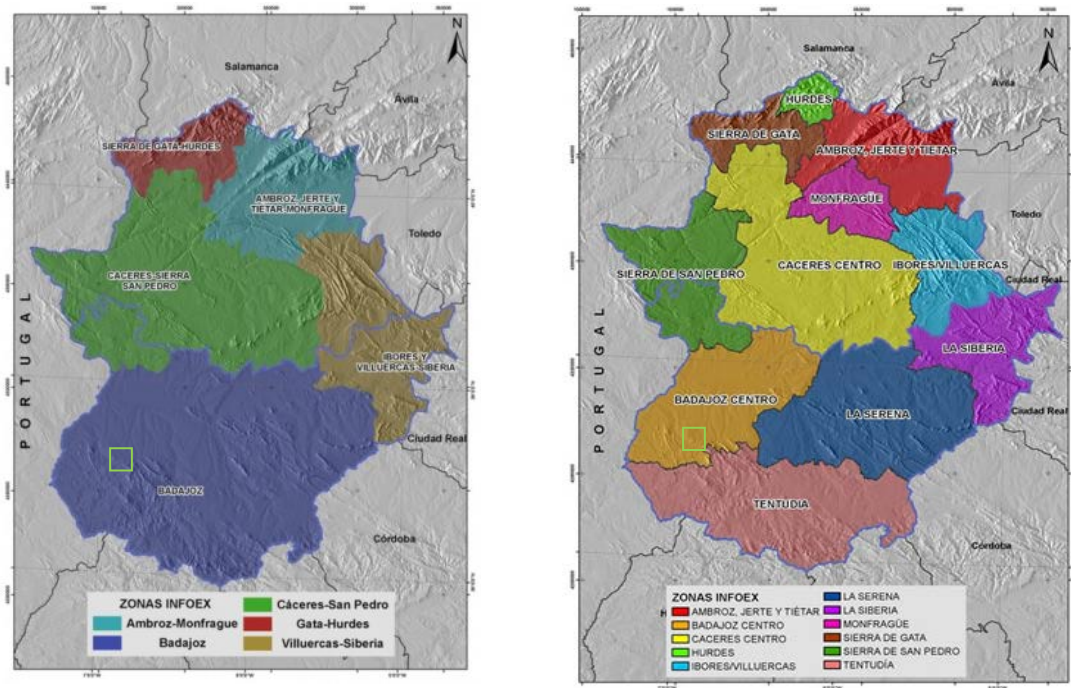 N
Salamanca
Ávila
SIERRA DE GATA-HURDES
AMBROZ, JERTE Y
TIETAR-MONFRAGUE
Toledo
CACERES-SIERRA
SAN PEDRO
PORTUGAL
IBORES Y
VILLUERCAS-SIBERIA
Ciudad Real
BADAJOZ
Córdoba
ZONAS INFOEX
Ambroz-Monfrague
Badajoz
Cáceres-San Pedro
Gata-Hurdes
Villuercas-Siberia
N
Salamanca
Ávila
HURDES
SIERRA DE GATA
AMBROZ, JERTE Y TIETAR
MONFRAGÜE
Toledo
SIERRA DE SAN PEDRO
CACERES CENTRO
IBORES/VILLUERCAS
Ciudad Real
PORTUGAL
LA SIBERIA
BADAJOZ CENTRO
LA SERENA
Ciudad Real
TENTUDIA
Córdoba
ZONAS INFOEX
AMBROZ, JERTE Y TIÉTAR
BADAJOZ CENTRO
CACERES CENTRO
HURDES
IBORES/VILLUERCAS
LA SERENA
LA SIBERIA
MONFRAGÜE
SIERRA DE GATA
SIERRA DE SAN PEDRO
TENTUDÍA